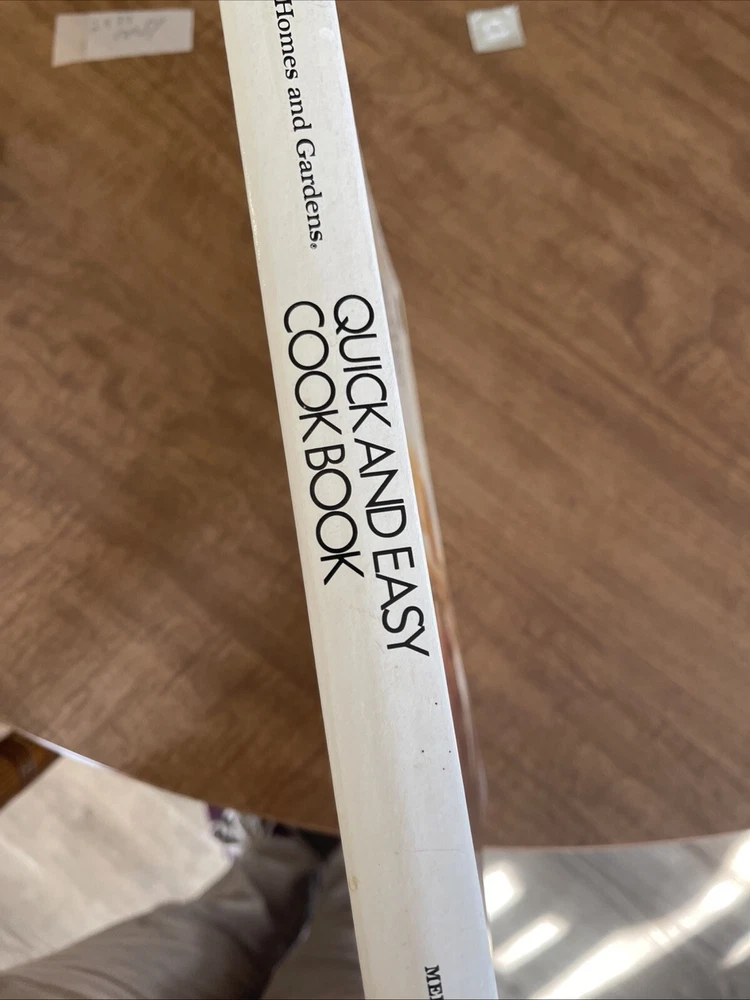 Homes and Gardens®
QUICK AND EASY
COOK BOOK